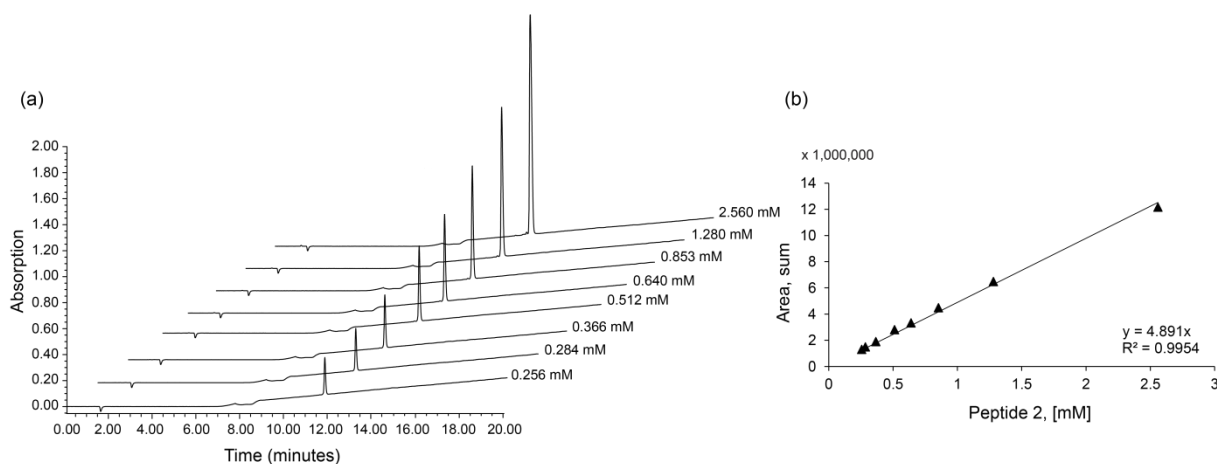 (a)
2.00
1.80
1.60
1.40
1.20
1.00
0.80
0.60
0.40
0.20
0.00
Absorption
0.00 2.00 4.00 6.00 8.00 10.00 12.00 14.00 16.00 18.00 20.00
Time (minutes)
2.560 mM
1.280 mM
0.853 mM
0.640 mM
0.512 mM
0.366 mM
0.284 mM
0.256 mM
(b)
x 1,000,000
14
12
10
8
6
4
2
0
Area, sum
0 0.5 1 1.5 2 2.5 3
Peptide 2, [mM]
y = 4.891x
R² = 0.9954